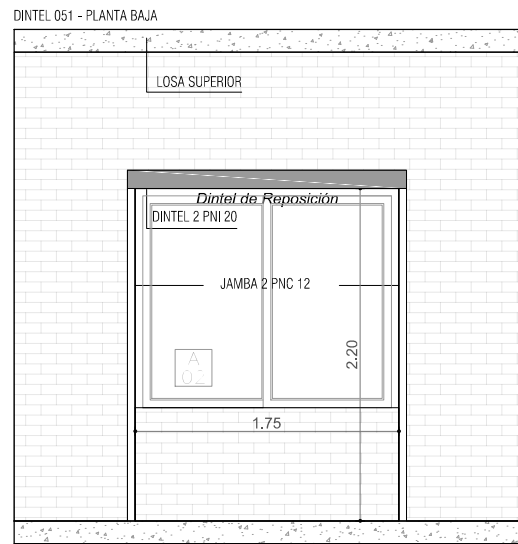 DINTEL 051 - PLANTA BAJA
LOSA SUPERIOR
Dintel de Reposición
DINTEL 2 PNI 20
JAMBA 2 PNC 12
2.20
A
02
1.75